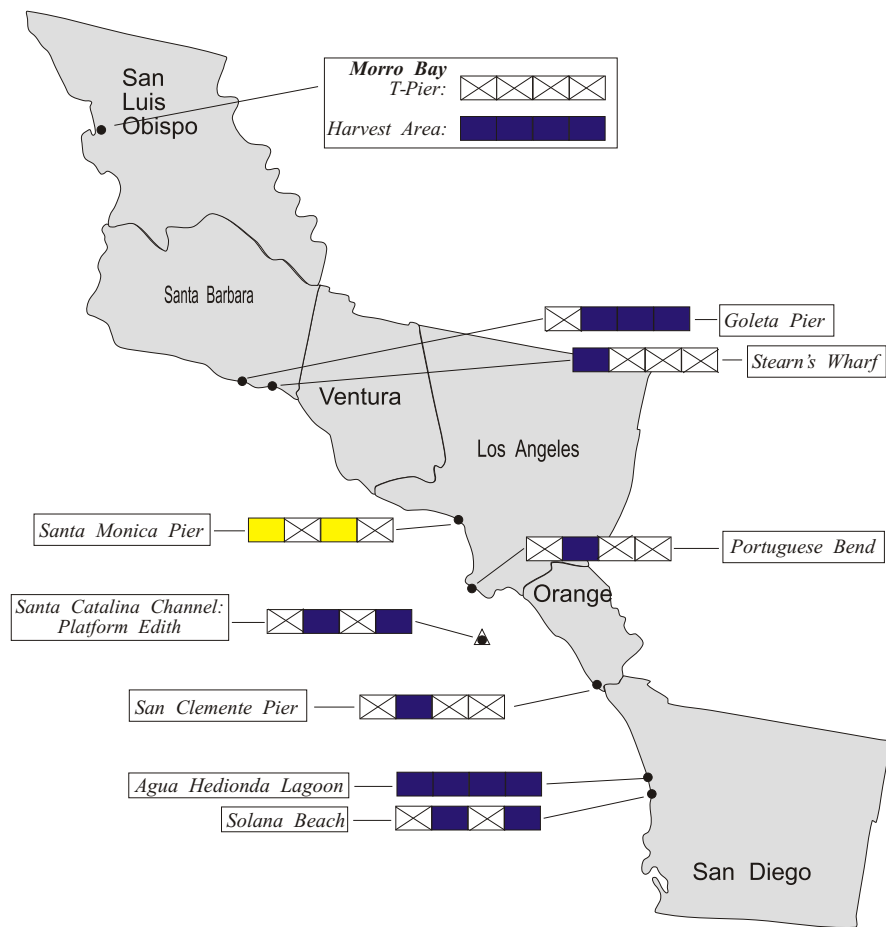 San
Luis
Obispo
Morro Bay
T-Pier:
Harvest Area:
Santa Barbara
Goleta Pier
Stearn's Wharf
Ventura
Los Angeles
Santa Monica Pier
Portuguese Bend
Orange
Santa Catalina Channel:
Platform Edith
San Clemente Pier
Agua Hedionda Lagoon
Solana Beach
San Diego